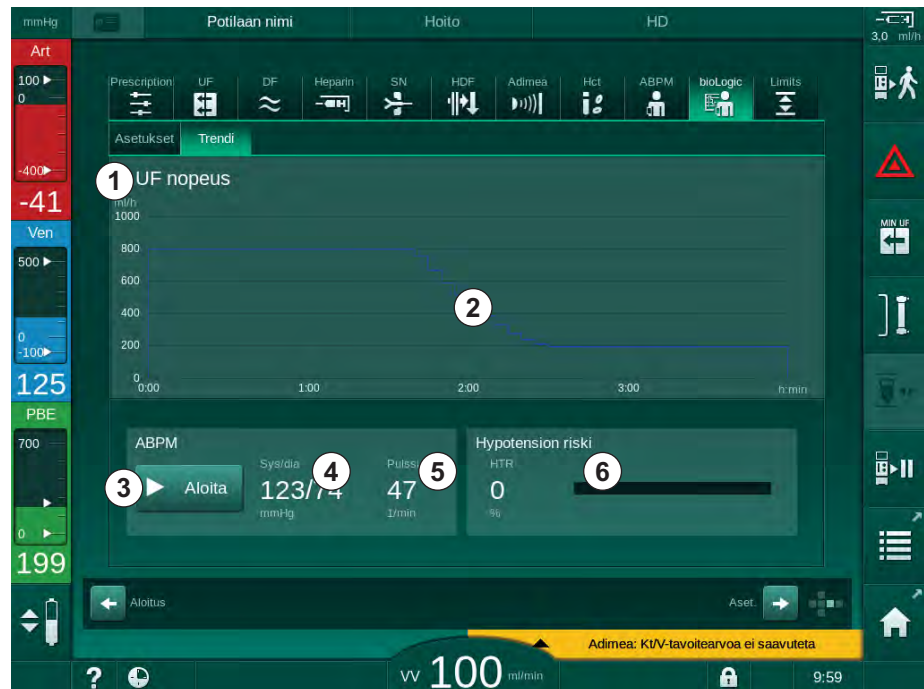 mmHg Potilaan nimi Hoito HD 3,0 ml/h
Art
100
0
-400
-41
Ven
500
0
-100
125
PBE
700
0
199
Prescription UF DF Heparin SN HDF Adimea Hct ABPM bioLogic Limits
Asetukset Trendi
1 UF nopeus
ml/h
1000
800
600
400
200
0
0:00 1:00 2:00 3:00 h:min
2
ABPM
3 Aloita
Sys/dia 4
123/74
mmHg
Pulssi 5
47
1/min
Hypotension riski
HTR 6
0
%
MIN UF
Aloitus Aset.
Adimea: Kt/V-tavoitearvoa ei saavuteta
? VV 100 ml/min 9:59